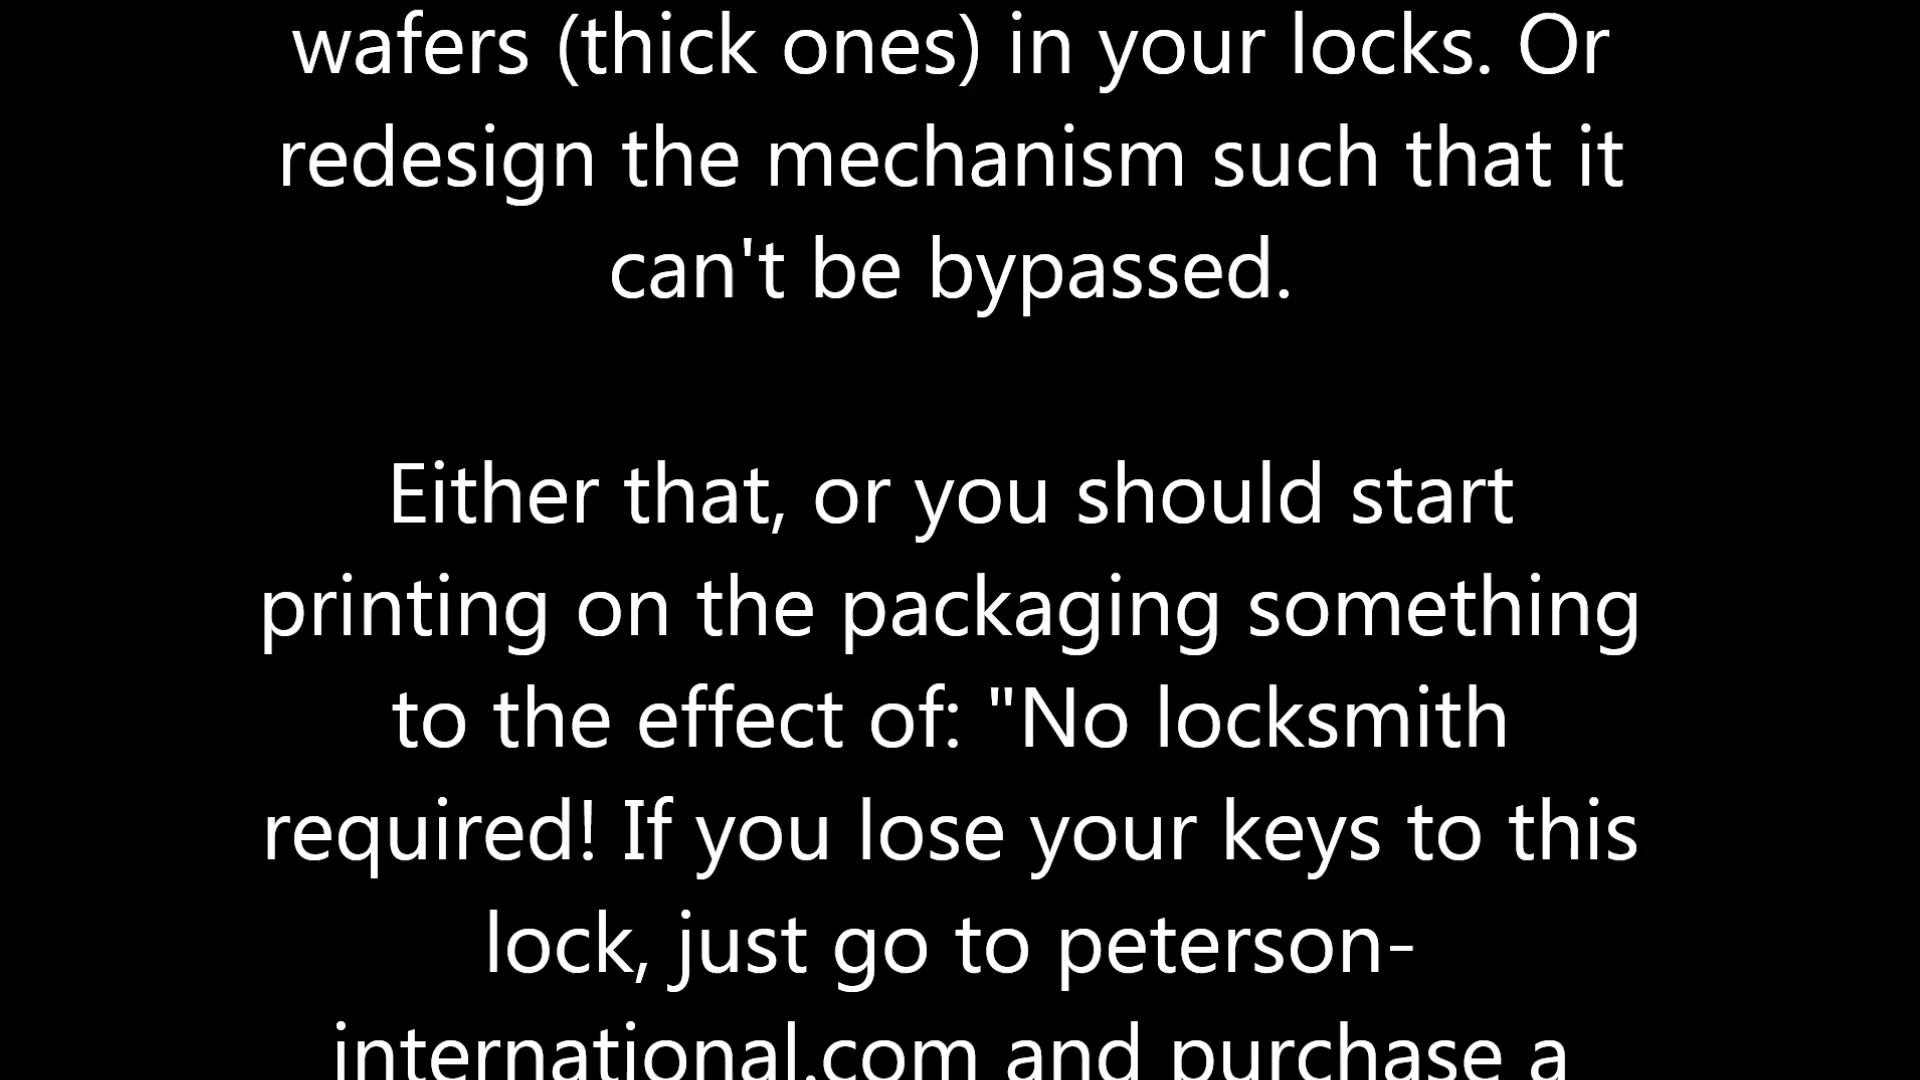 wafers (thick ones) in your locks. Or
redesign the mechanism such that it
can't be bypassed.
Either that, or you should start
printing on the packaging something
to the effect of: "No locksmith
required! If you lose your keys to this
lock, just go to peterson-
international.com and purchase a